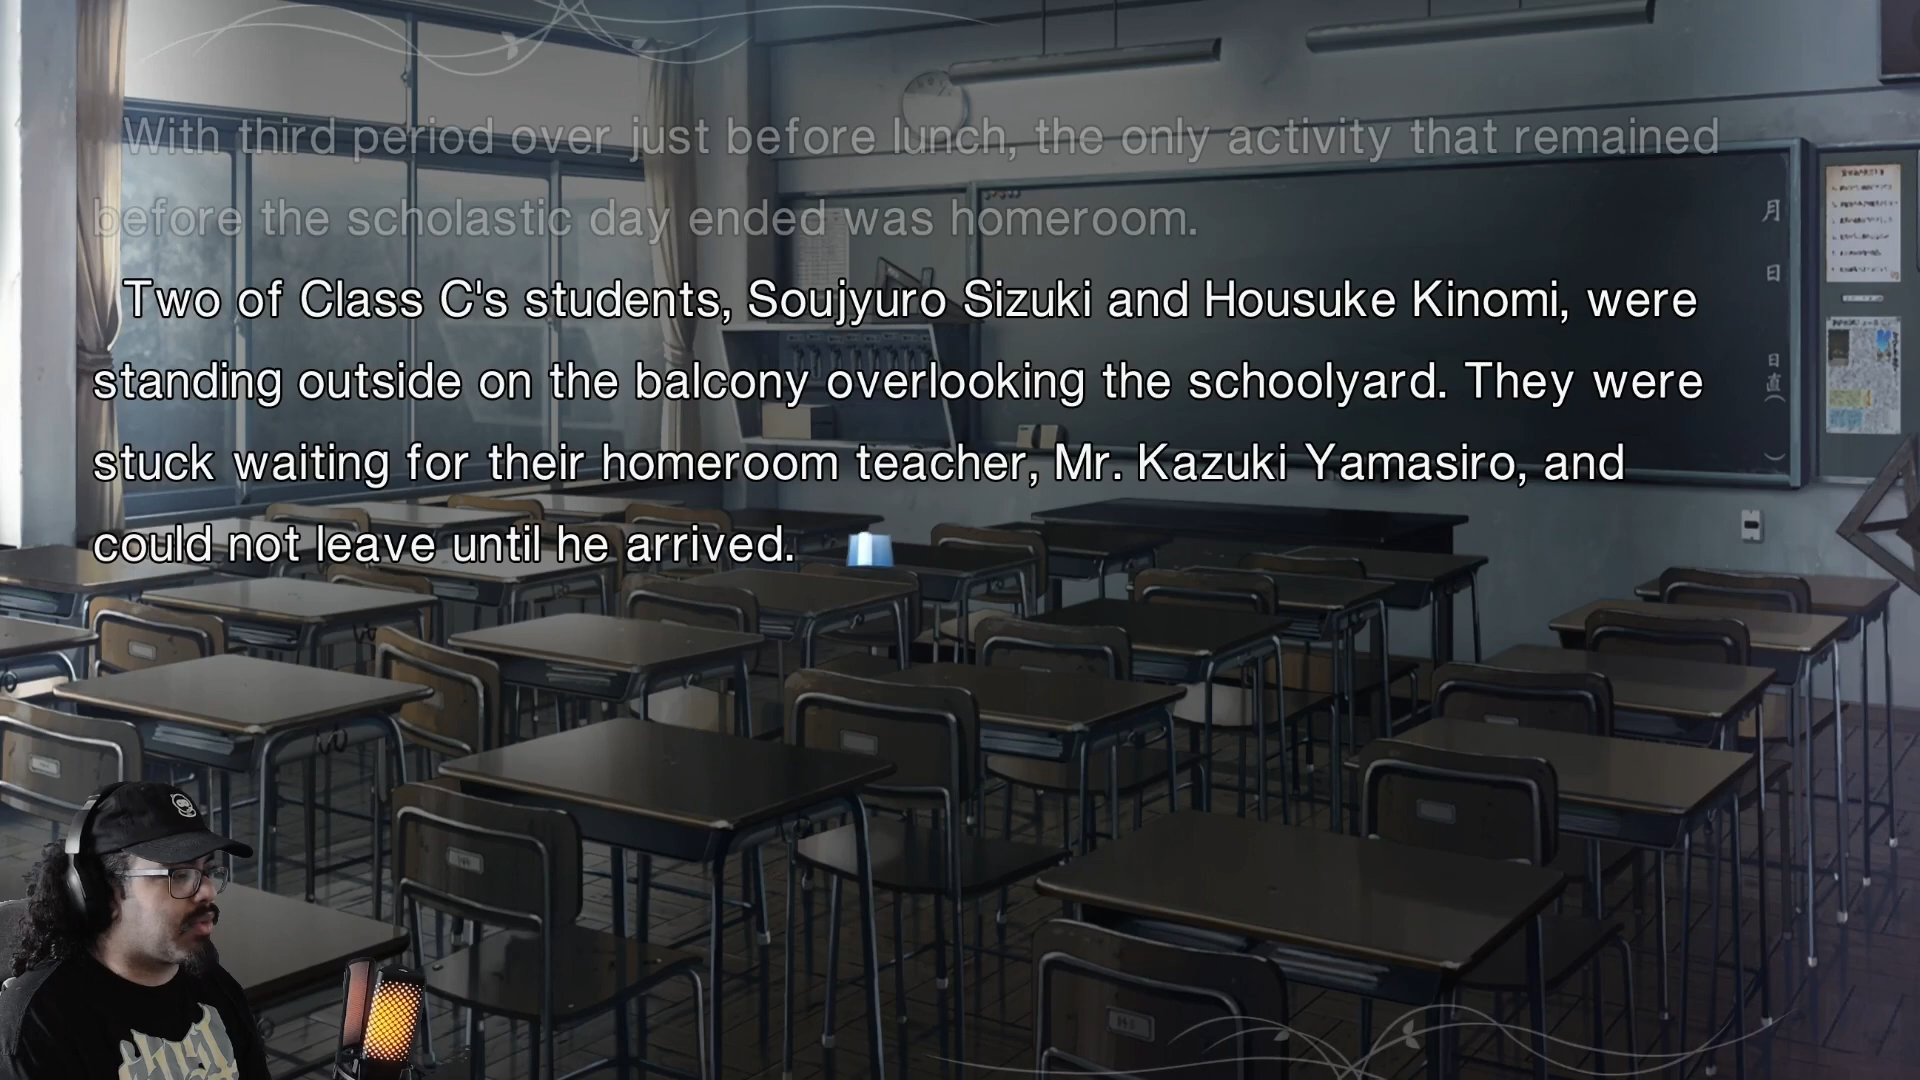 With third period over just before lunch, the only activity that remained
before the scholastic day ended was homeroom.
Two of Class C's students, Soujyuro Sizuki and Housuke Kinomi, were
standing outside on the balcony overlooking the schoolyard. They were
stuck waiting for their homeroom teacher, Mr. Kazuki Yamasiro, and
could not leave until he arrived.
月
日
日直